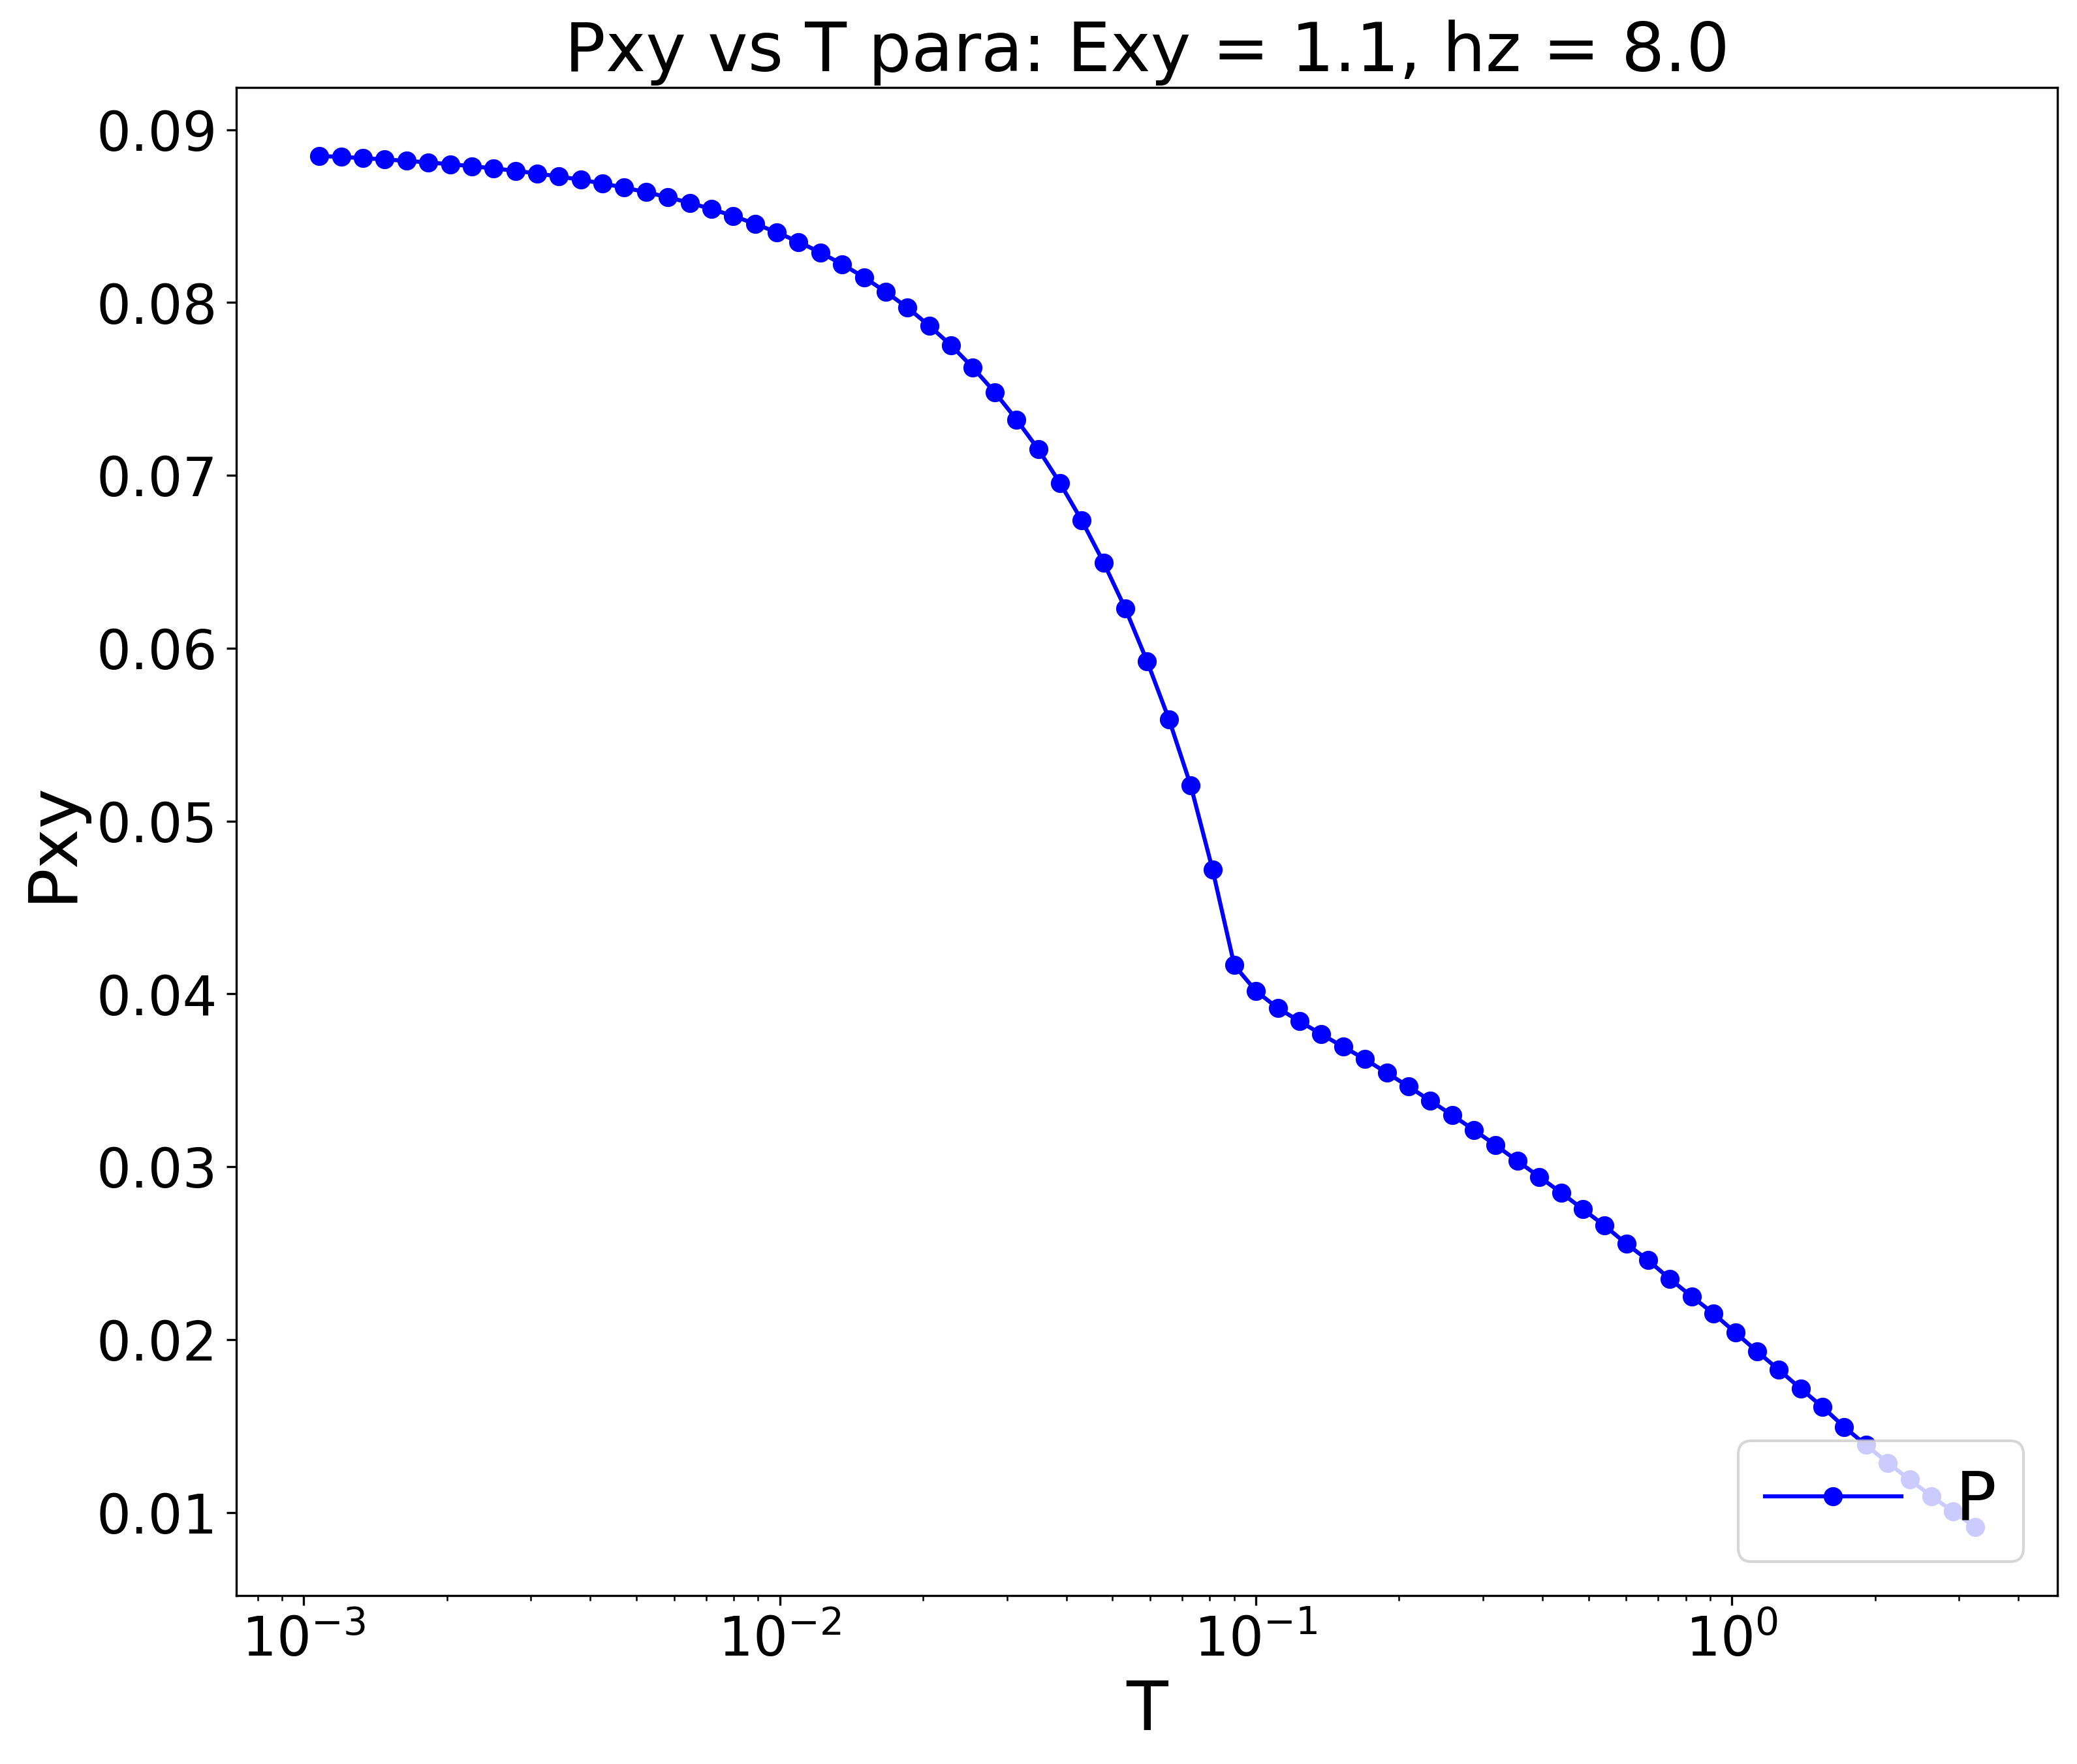 Pxy vs T para: Exy = 1.1, hz = 8.0
0.09
0.08
0.07
0.06
0.05
0.04
0.03
0.02
0.01
Pxy
P
10⁻³ 10⁻² 10⁻¹ 10⁰
T